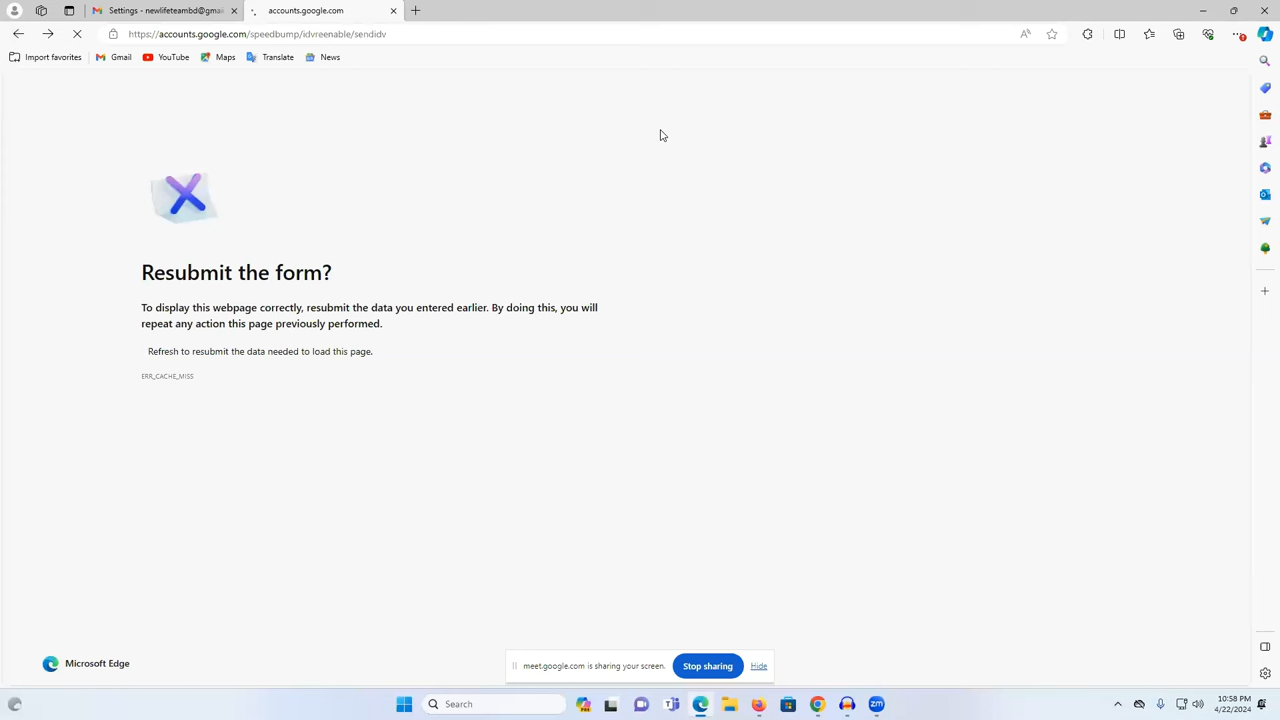 Settings - newlifeteambd@gmai
accounts.google.com
https://accounts.google.com/speedbump/idvreenable/sendidv
Import favorites
Gmail
YouTube
Maps
Translate
News
Resubmit the form?
To display this webpage correctly, resubmit the data you entered earlier. By doing this, you will
repeat any action this page previously performed.
Refresh to resubmit the data needed to load this page.
ERR_CACHE_MISS
Microsoft Edge
meet.google.com is sharing your screen.
Stop sharing
Hide
Search
zm
10:58 PM
4/22/2024